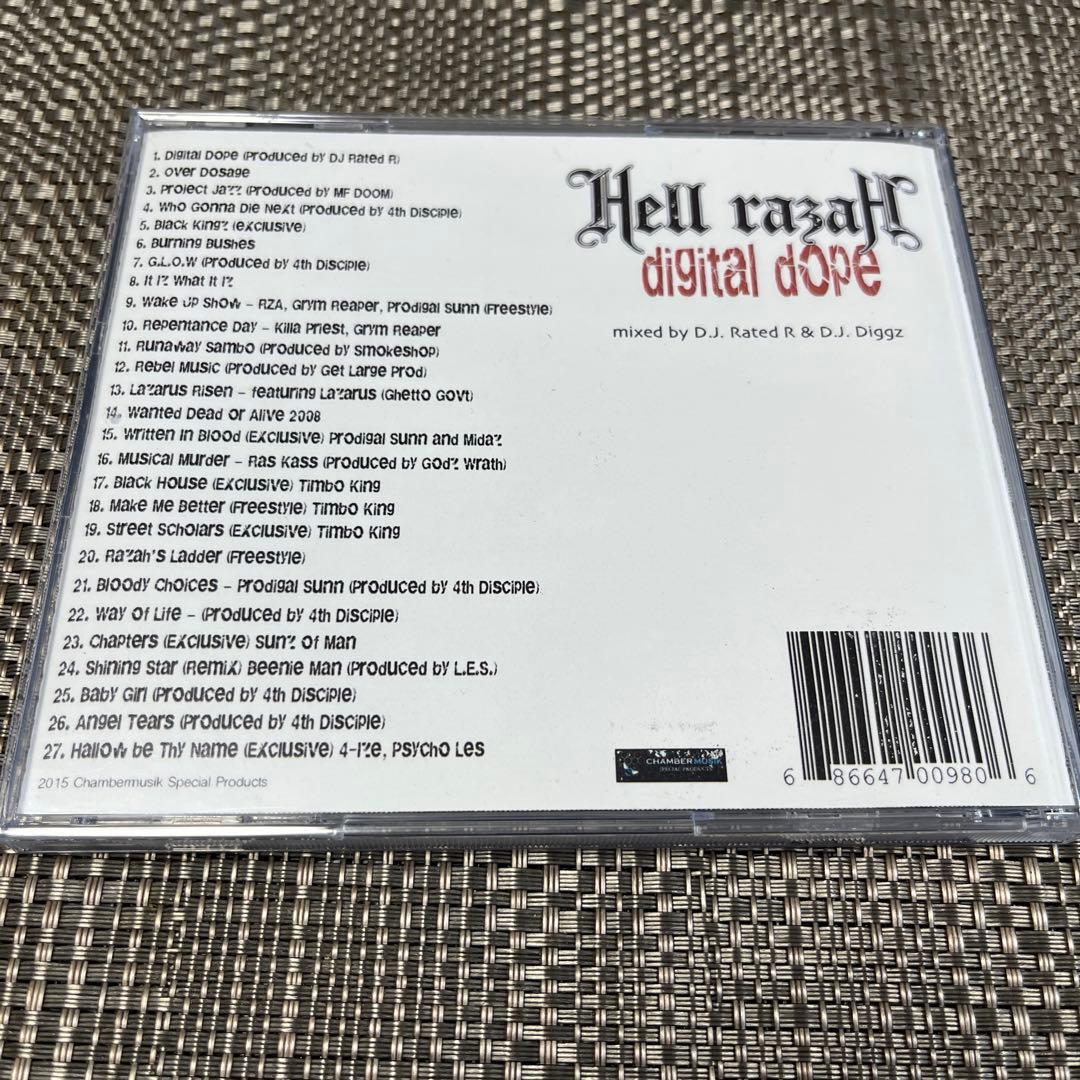 1. Digital Dope (Produced by DJ Rated R)
2. Over Dosage
3. Project Jazz (Produced by MF DOOM)
4. Who Gonna Die Next (Produced by 4th Disciple)
5. Black Kingz (Exclusive)
6. Burning Bushes
7. G.L.O.W (Produced by 4th Disciple)
8. It Iz What It Iz
9. Wake Up Show - RZA, Grym Reaper, Prodigal Sunn (Freestyle)
10. Repentance Day - Killa Priest, Grym Reaper
11. Runaway Sambo (Produced by Smokeshop)
12. Rebel Music (Produced by Get Large Prod)
13. Lazarus Risen - featuring Lazarus (Ghetto Govt)
14. Wanted Dead or Alive 2008
15. Written In Blood (Exclusive) Prodigal Sunn and Midaz
16. Musical Murder - Ras Kass (Produced by Godz Wrath)
17. Black House (Exclusive) Timbo King
18. Make Me Better (Freestyle) Timbo King
19. Street Scholars (Exclusive) Timbo King
20. Razah's Ladder (Freestyle)
21. Bloody Choices - Prodigal Sunn (Produced by 4th Disciple)
22. Way Of Life - (Produced by 4th Disciple)
23. Chapters (Exclusive) Sunz Of Man
24. Shining Star (Remix) Beenie Man (Produced by L.E.S.)
25. Baby Girl (Produced by 4th Disciple)
26. Angel Tears (Produced by 4th Disciple)
27. Hallow be Thy Name (Exclusive) 4-Ize, Psycho Les
2015 Chambermusik Special Products
Hell razaH
digital dope
mixed by D.J. Rated R & D.J. Diggz
CHAMBERMUSIK
SPECIAL PRODUCTS
6 86647 00980 6